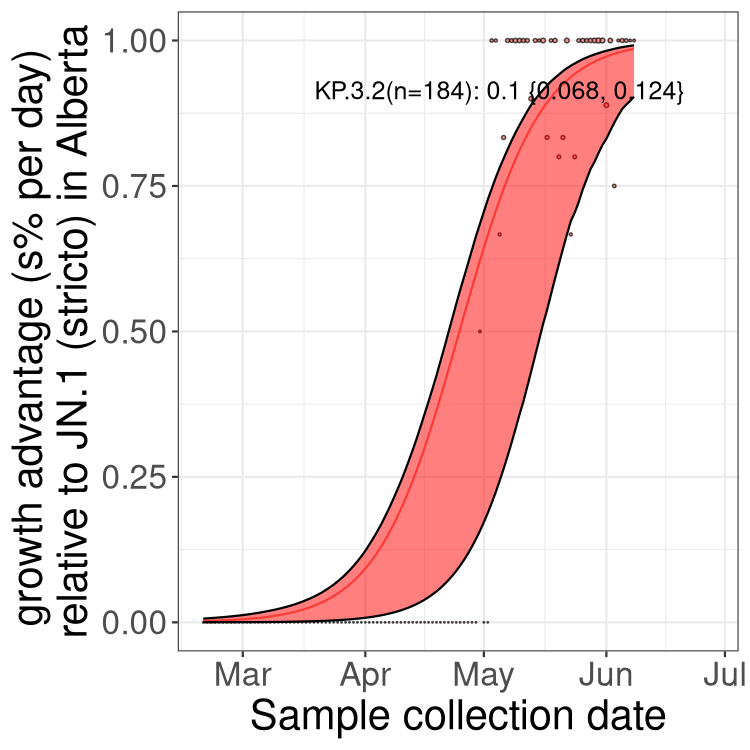 growth advantage (s% per day)
relative to JN.1 (stricto) in Alberta
1.00
0.75
0.50
0.25
0.00
KP.3.2(n=184): 0.1 {0.068, 0.124}
Mar Apr May Jun Jul
Sample collection date